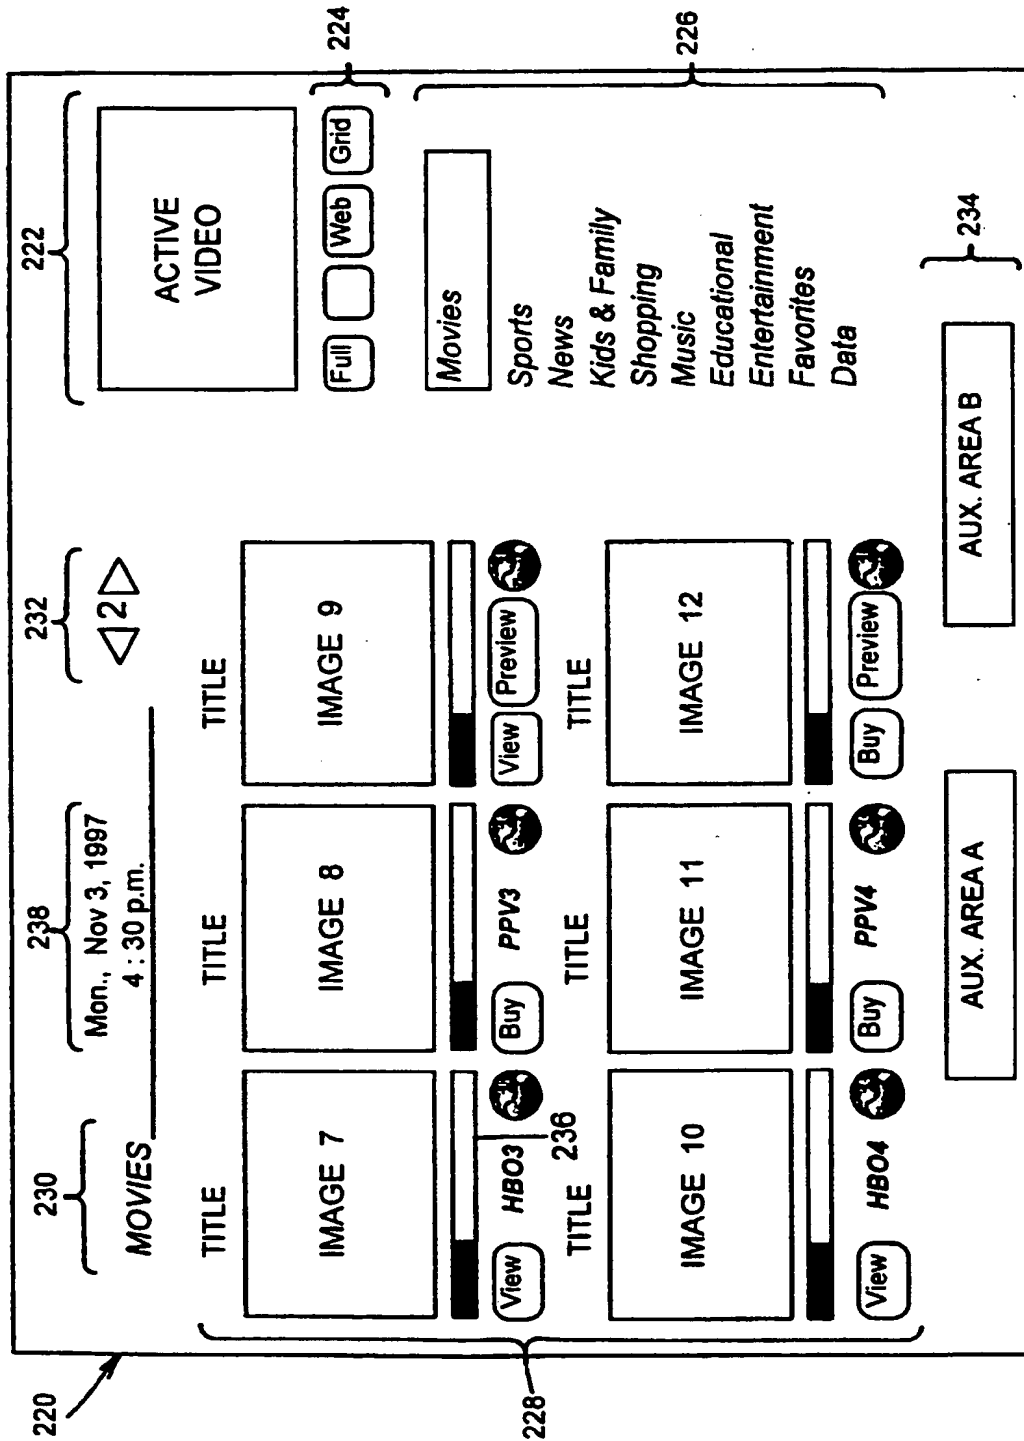 220
230
238
232
222
MOVIES
Mon., Nov 3, 1997
4 : 30 p.m.
2
ACTIVE
VIDEO
224
Full
Web
Grid
226
Movies
Sports
News
Kids & Family
Shopping
Music
Educational
Entertainment
Favorites
Data
228
TITLE
TITLE
TITLE
IMAGE 7
IMAGE 8
IMAGE 9
View HBO3
Buy PPV3
View Preview
236
TITLE
TITLE
TITLE
IMAGE 10
IMAGE 11
IMAGE 12
View HBO4
Buy PPV4
Buy Preview
AUX. AREA A
AUX. AREA B
234